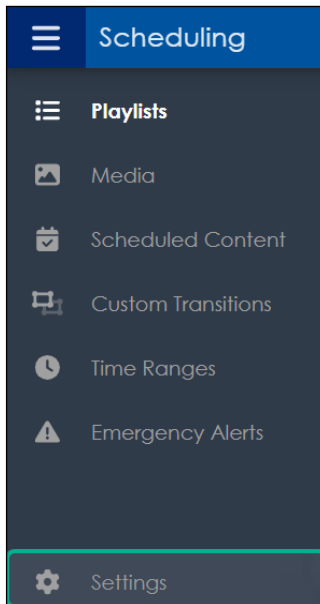 Scheduling
Playlists
Media
Scheduled Content
Custom Transitions
Time Ranges
Emergency Alerts
Settings